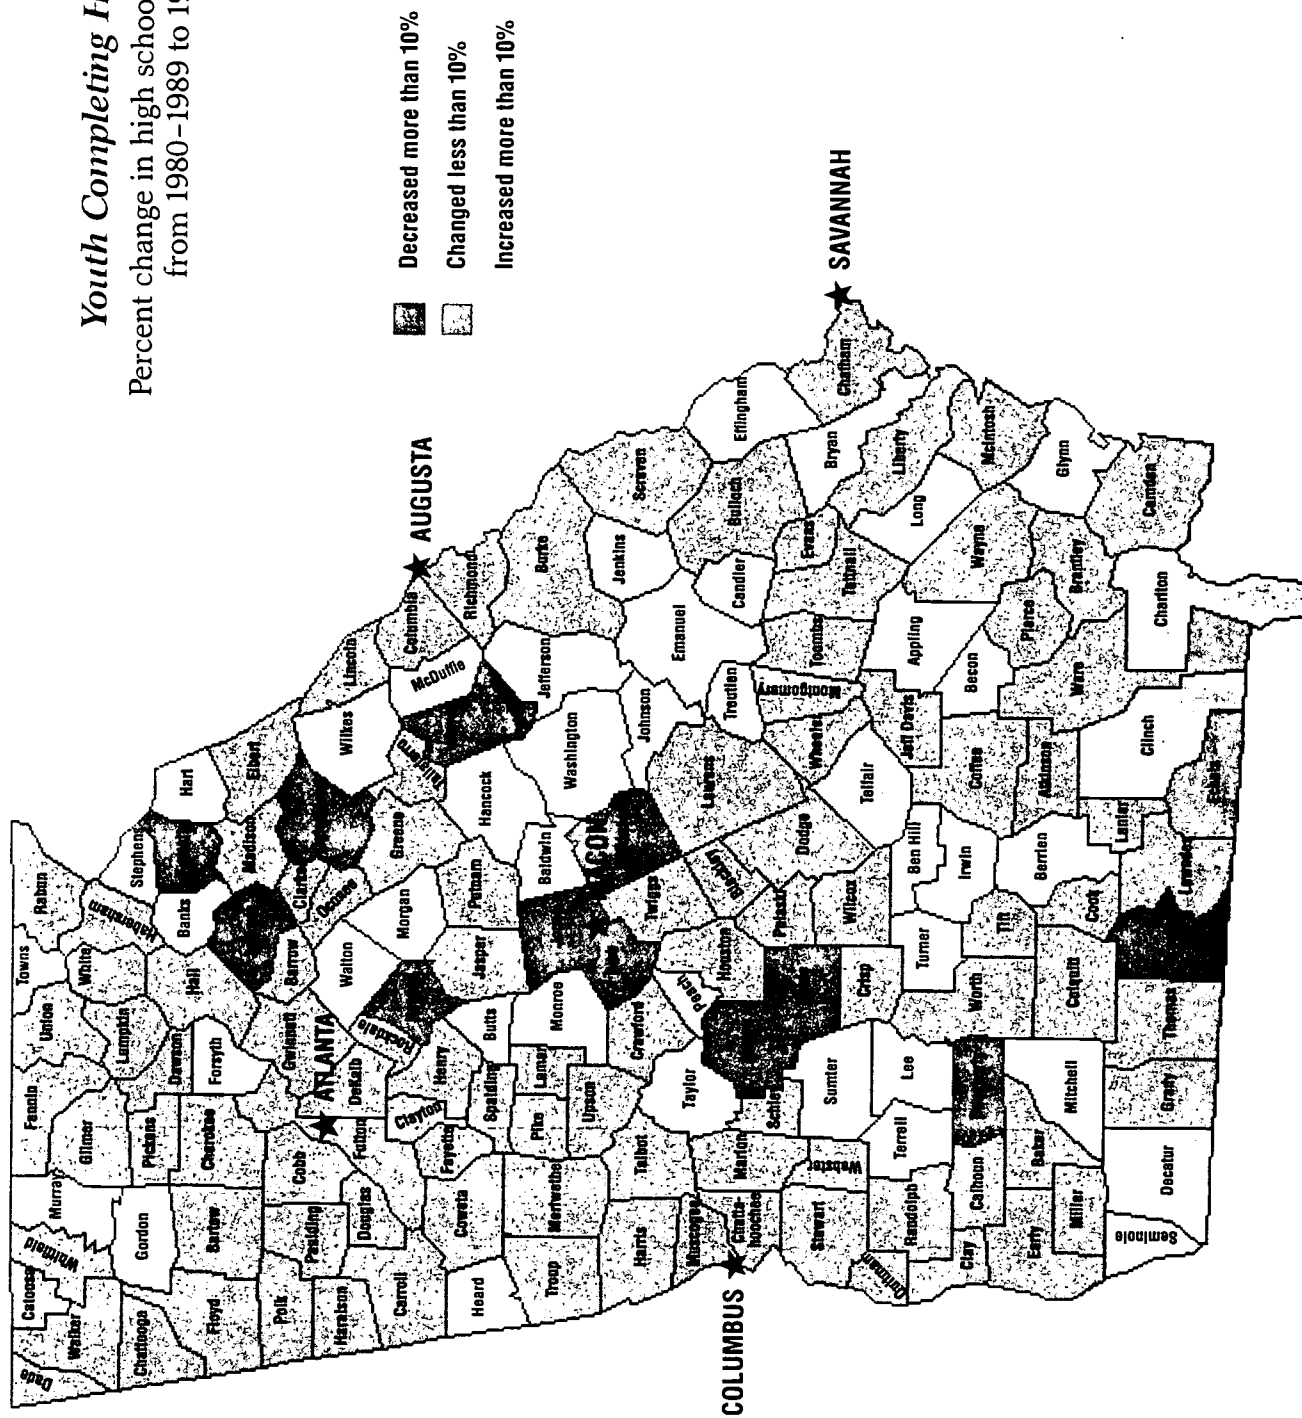 Youth Completing H
Percent change in high schoo
from 1980–1989 to 19
Decreased more than 10%
Changed less than 10%
Increased more than 10%
Dade
Walker
Catoosa
Whitfield
Murray
Fannin
Union
Towns
Rabun
Gilmer
White
Habersham
Stephens
Chattooga
Gordon
Pickens
Lumpkin
Dawson
Hall
Banks
Hart
Floyd
Bartow
Cherokee
Forsyth
Madison
Elbert
Polk
Paulding
Cobb
Gwinnett
Barrow
Clarke
Oconee
Wilkes
Lincoln
Haralson
Douglas
Fulton
ATLANTA
DeKalb
Rockdale
Walton
Morgan
Greene
McDuffie
Columbia
AUGUSTA
Richmond
Carroll
Clayton
Fayette
Henry
Heard
Coweta
Spalding
Butts
Jasper
Putnam
Hancock
Jefferson
Burke
Troup
Meriwether
Pike
Lamar
Monroe
Baldwin
Washington
Jenkins
Screven
Upson
Harris
Talbot
Crawford
Twiggs
Johnson
Emanuel
Candler
Bulloch
Effingham
Muscogee
Chatta-
hoochee
COLUMBUS
Marion
Taylor
Schley
Peach
Houston
Pulaski
Laurens
Treutlen
Montgomery
Wheeler
Toombs
Tattnall
Evans
Bryan
Chatham
SAVANNAH
Stewart
Webster
Sumter
Crisp
Wilcox
Dodge
Telfair
Jeff Davis
Appling
Long
Liberty
McIntosh
Quitman
Randolph
Terrell
Lee
Turner
Ben Hill
Irwin
Coffee
Becon
Pierce
Wayne
Glynn
Clay
Calhoun
Worth
Tift
Berrien
Atkinson
Ware
Brantley
Camden
Early
Baker
Miller
Mitchell
Colquitt
Cook
Lanier
Clinch
Charlton
Seminole
Decatur
Grady
Thomas
Lowndes
Echols